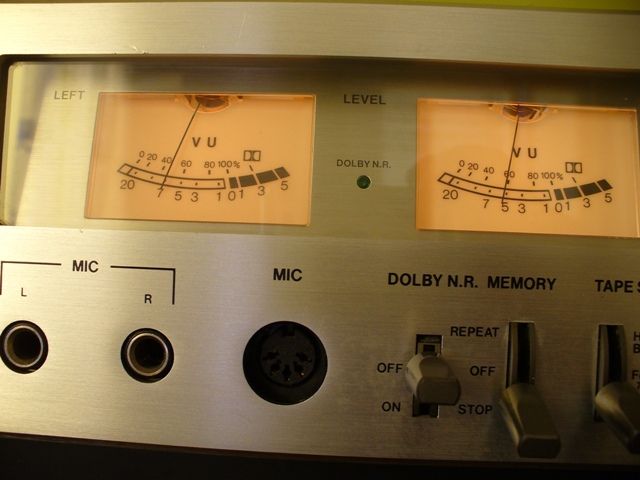 LEFT
LEVEL
VU
0 20 40 60 80 100%
20 7 5 3 1 0 1 3 5
DOLBY N.R.
VU
0 20 40 60 80 100%
20 7 5 3 1 0 1 3 5
MIC
L R
MIC
DOLBY N.R. MEMORY
TAPE S
REPEAT
OFF
ON
OFF
STOP